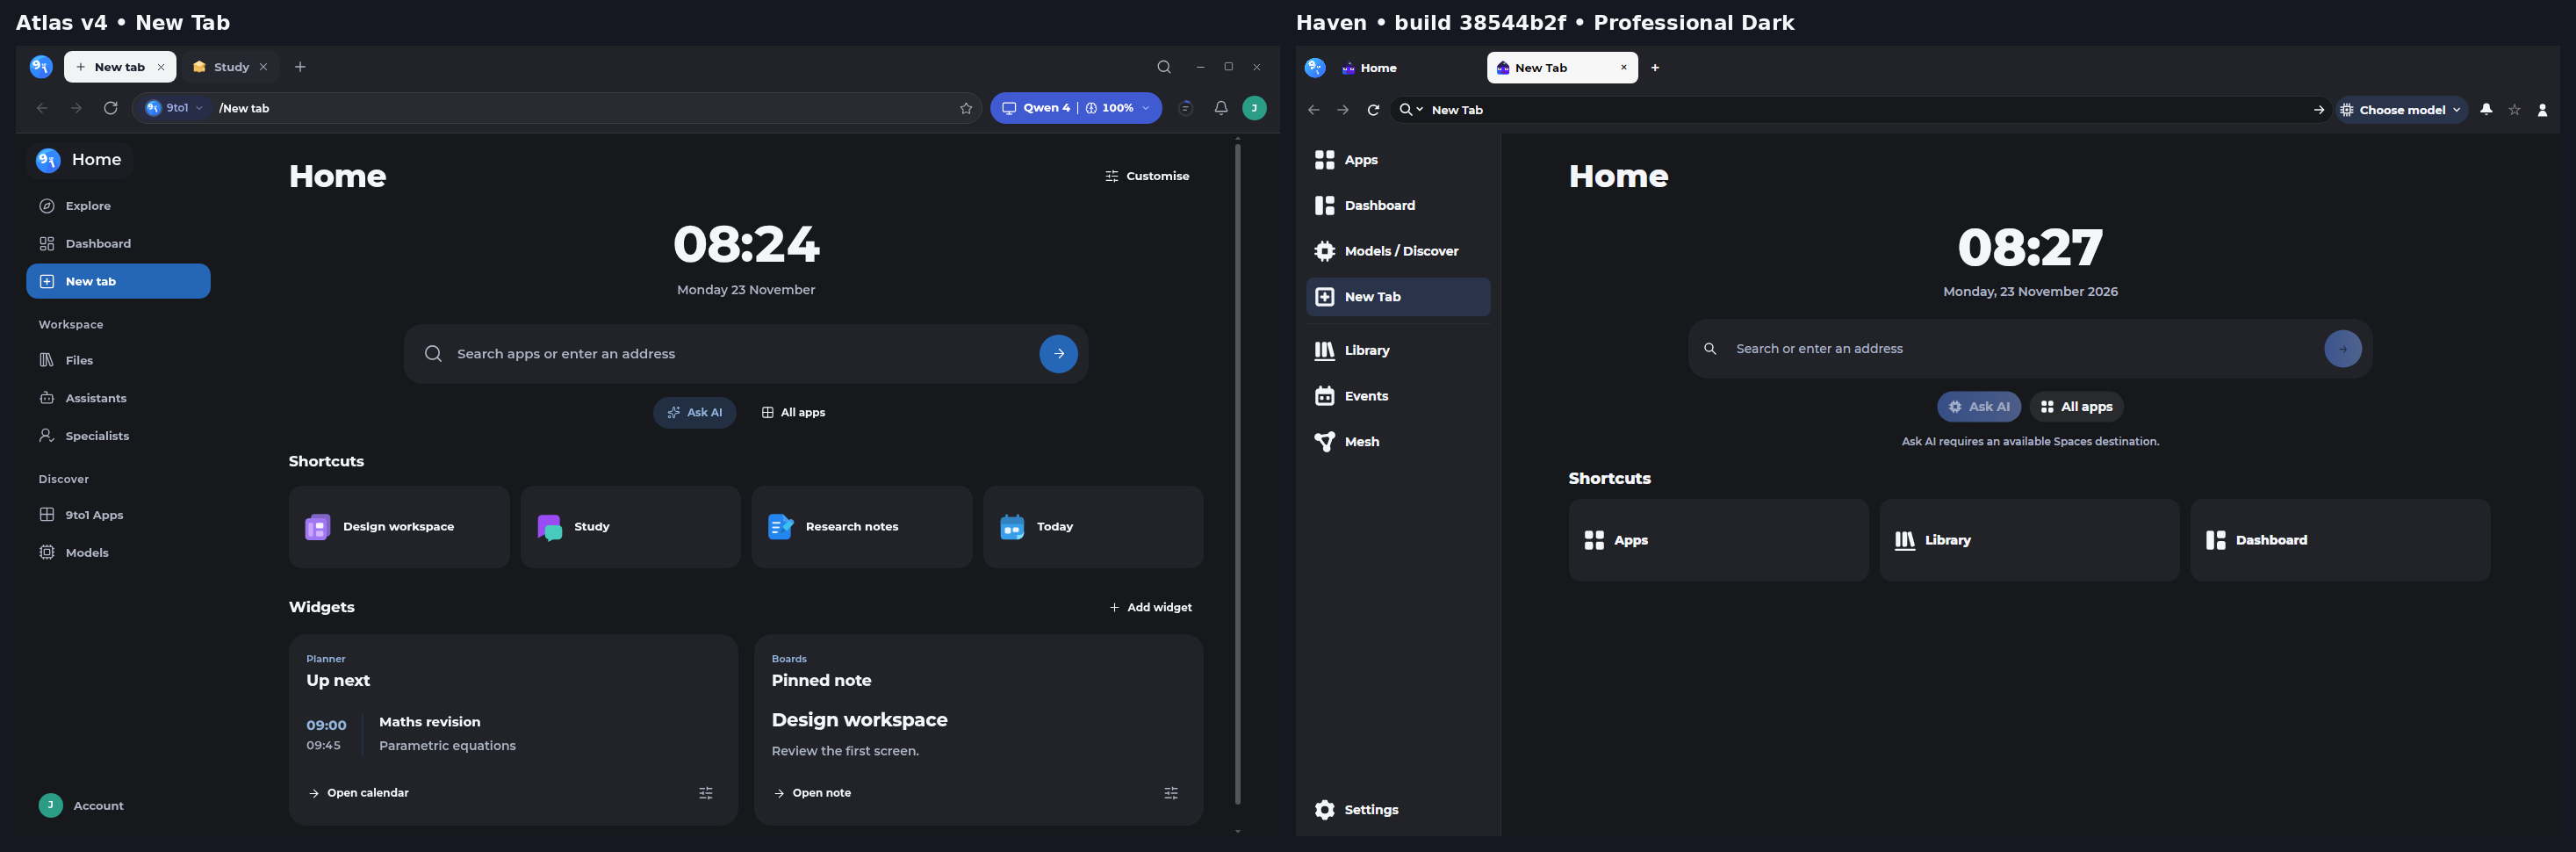 Atlas v4 • New Tab
New tab
Study
9to1
/New tab
Qwen 4 | 100%
J
Home
Explore
Dashboard
New tab
Workspace
Files
Assistants
Specialists
Discover
9to1 Apps
Models
J Account
Home
Customise
08:24
Monday 23 November
Search apps or enter an address
Ask AI
All apps
Shortcuts
Design workspace
Study
Research notes
Today
Widgets
Add widget
Planner
Up next
09:00
09:45
Maths revision
Parametric equations
Open calendar
Boards
Pinned note
Design workspace
Review the first screen.
Open note
Haven • build 38544b2f • Professional Dark
Home
New Tab
New Tab
Choose model
Apps
Dashboard
Models / Discover
New Tab
Library
Events
Mesh
Settings
Home
08:27
Monday, 23 November 2026
Search or enter an address
Ask AI
All apps
Ask AI requires an available Spaces destination.
Shortcuts
Apps
Library
Dashboard